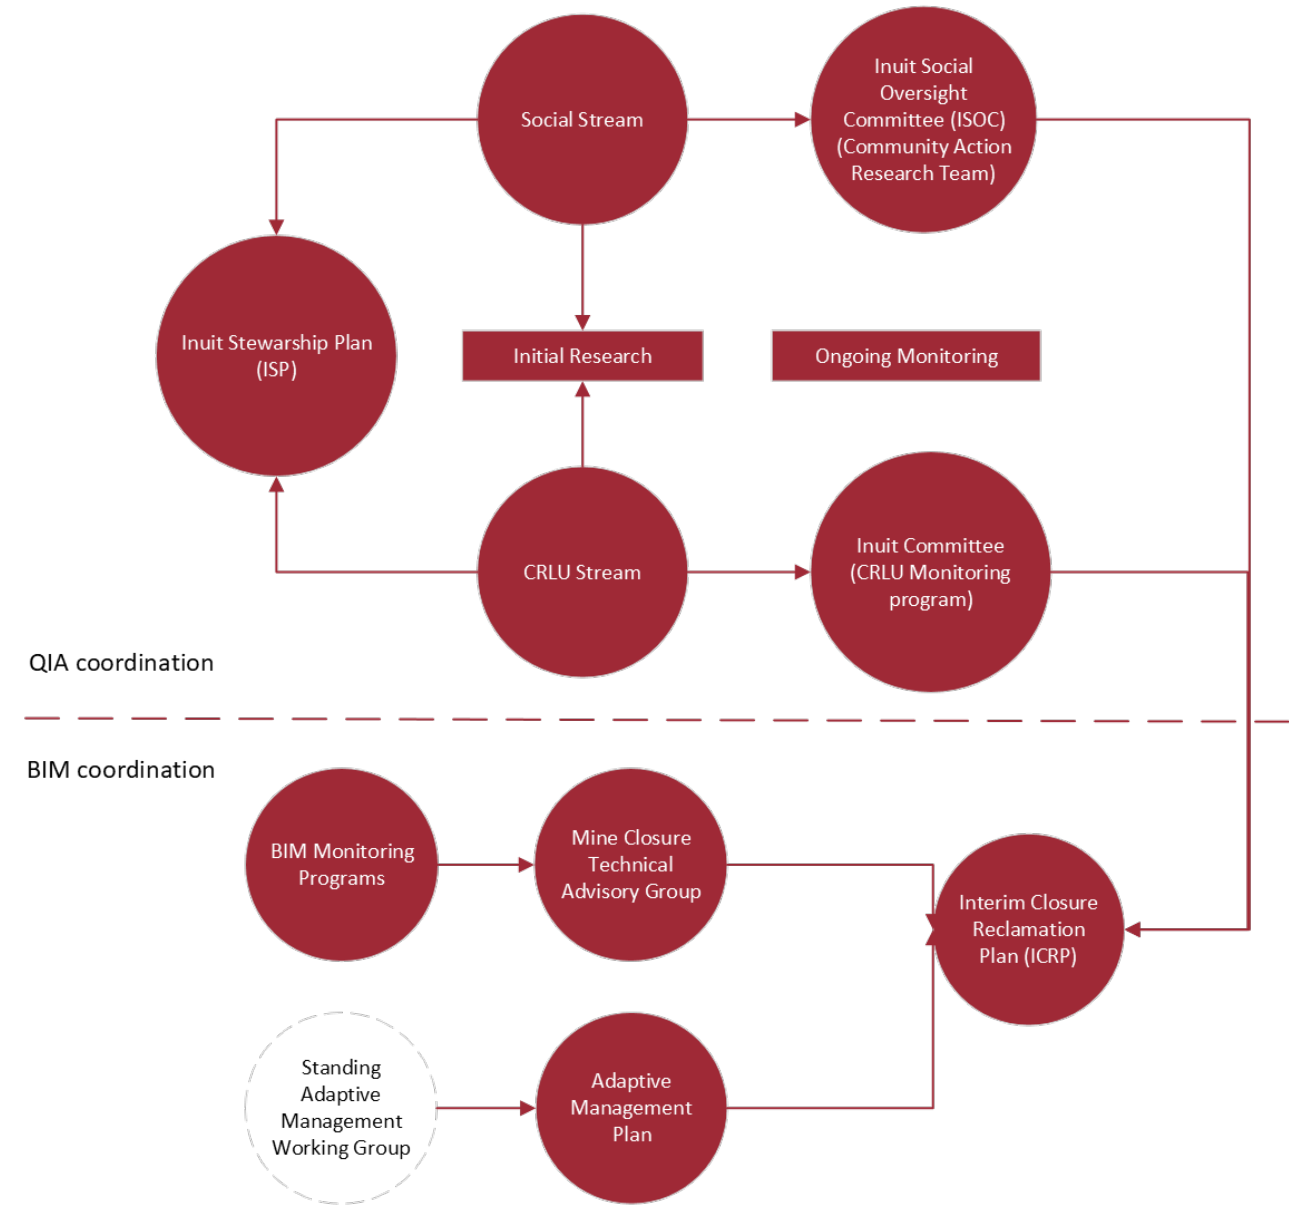 Social Stream
Inuit Social
Oversight
Committee (ISOC)
(Community Action
Research Team)
Inuit Stewarship Plan
(ISP)
Initial Research
Ongoing Monitoring
CRLU Stream
Inuit Committee
(CRLU Monitoring
program)
QIA coordination
BIM coordination
BIM Monitoring
Programs
Mine Closure
Technical
Advisory Group
Interim Closure
Reclamation
Plan (ICRP)
Standing
Adaptive
Management
Working Group
Adaptive
Management
Plan